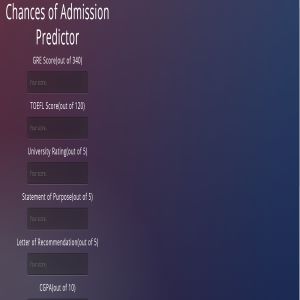 Chances of Admission
Predictor
GRE Score(out of 340)
Your score.
TOEFL Score(out of 120)
Your score.
University Rating(out of 5)
Your score.
Statement of Purpose(out of 5)
Your score.
Letter of Recommendation(out of 5)
Your score.
CGPA(out of 10)